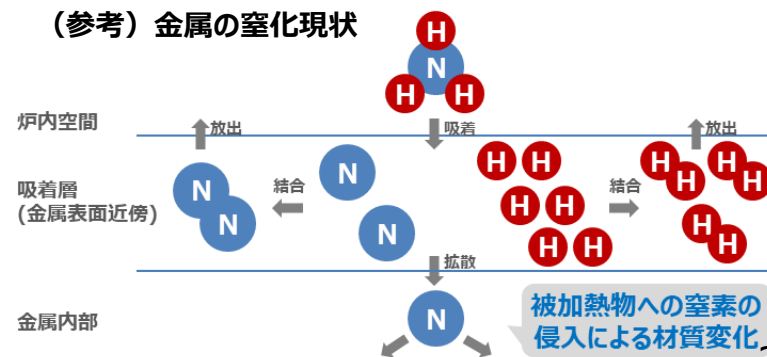 （参考）金属の窒化現状
H
N
H H
炉内空間
放出
吸着
放出
吸着層
(金属表面近傍)
N
N
結合
N
N
H H
H H
H H
結合
H H
H H
H H
拡散
金属内部
N
被加熱物への窒素の
侵入による材質変化